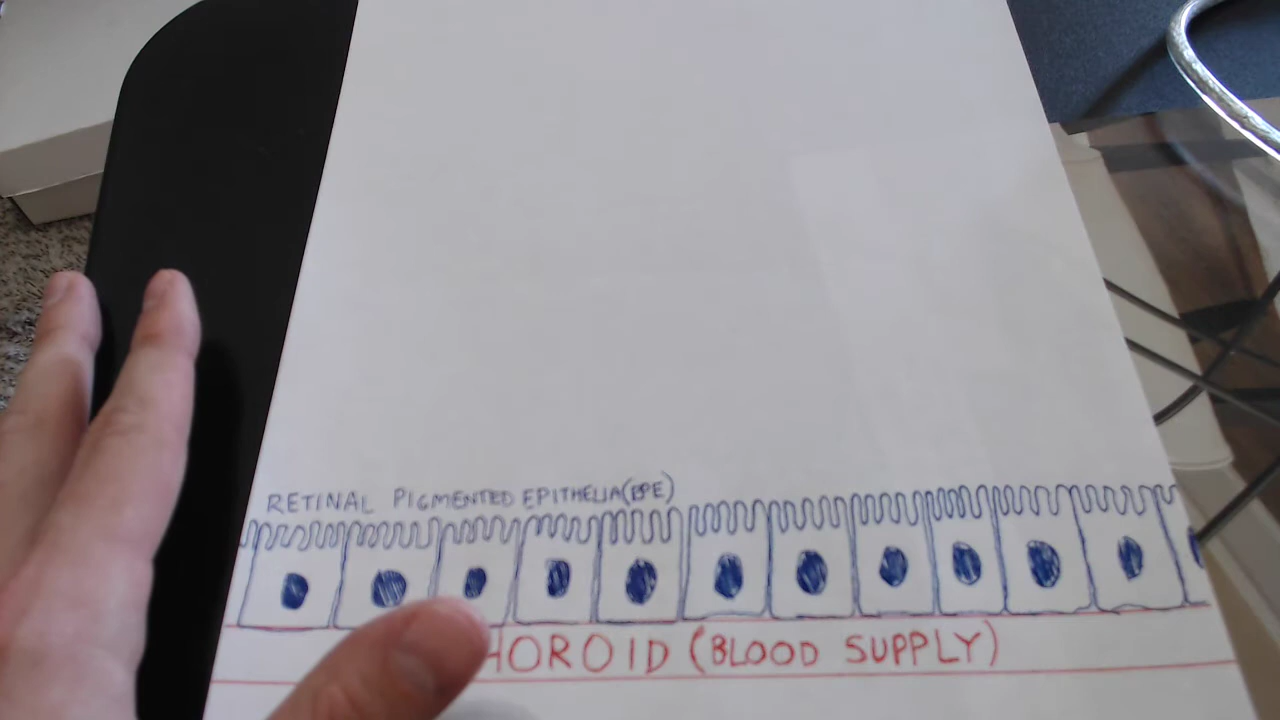 RETINAL PIGMENTED EPITHELIA (RPE)
HOROID (BLOOD SUPPLY)